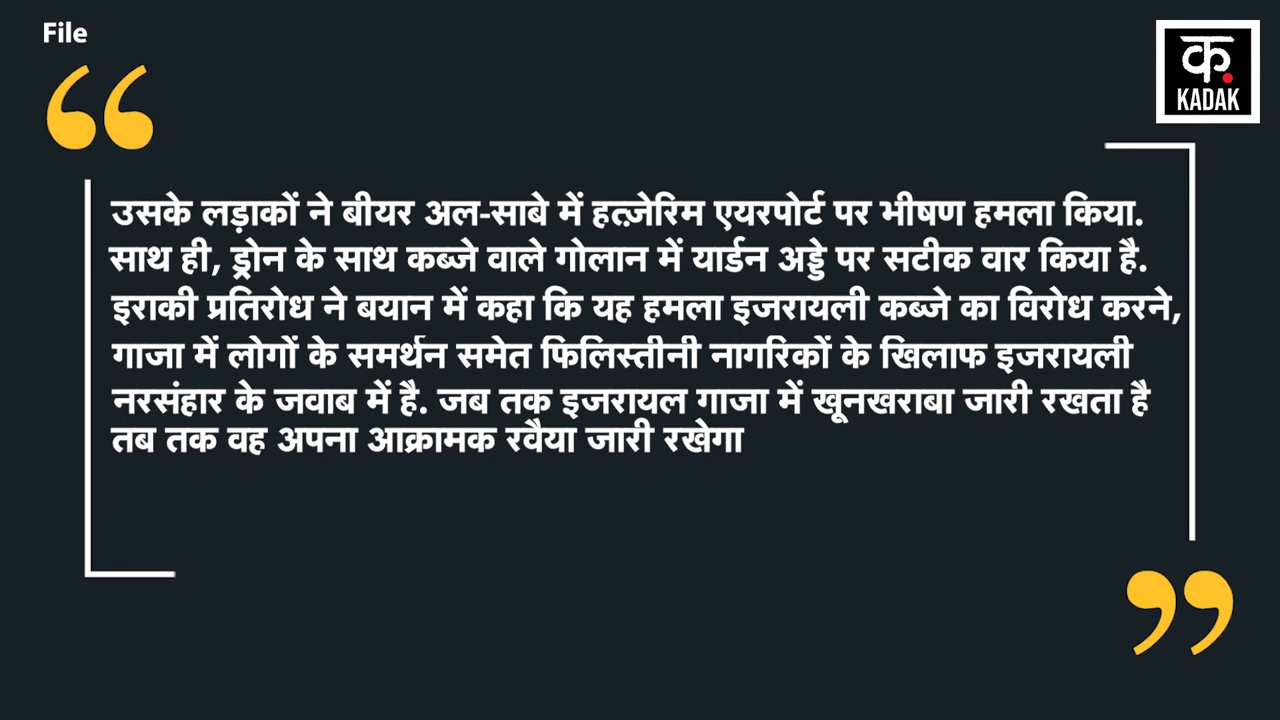 File
क.
KADAK
उसके लड़ाकों ने बीयर अल-साबे में हत्ज़ेरिम एयरपोर्ट पर भीषण हमला किया.
साथ ही, ड्रोन के साथ कब्जे वाले गोलान में यार्डन अड्डे पर सटीक वार किया है.
इराकी प्रतिरोध ने बयान में कहा कि यह हमला इजरायली कब्जे का विरोध करने,
गाजा में लोगों के समर्थन समेत फिलिस्तीनी नागरिकों के खिलाफ इजरायली
नरसंहार के जवाब में है. जब तक इजरायल गाजा में खूनखराबा जारी रखता है
तब तक वह अपना आक्रामक रवैया जारी रखेगा